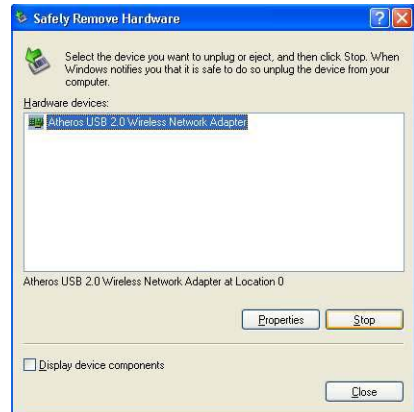 Safely Remove Hardware
Select the device you want to unplug or eject, and then click Stop. When
Windows notifies you that it is safe to do so unplug the device from your
computer.
Hardware devices:
Atheros USB 2.0 Wireless Network Adapter
Atheros USB 2.0 Wireless Network Adapter at Location 0
Properties
Stop
Display device components
Close